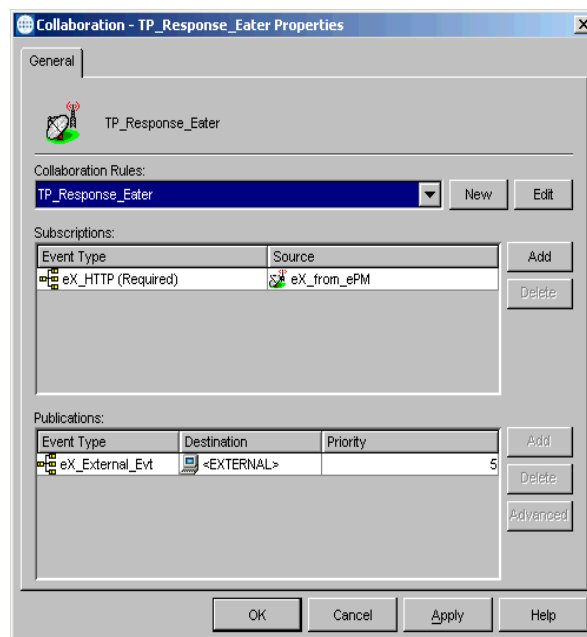 Collaboration - TP_Response_Eater Properties
General
TP_Response_Eater
Collaboration Rules:
TP_Response_Eater
New
Edit
Subscriptions:
Event Type
Source
Add
eX_HTTP (Required)
eX_from_ePM
Delete
Publications:
Event Type
Destination
Priority
Add
eX_External_Evt
<EXTERNAL>
5
Delete
Advanced
OK
Cancel
Apply
Help